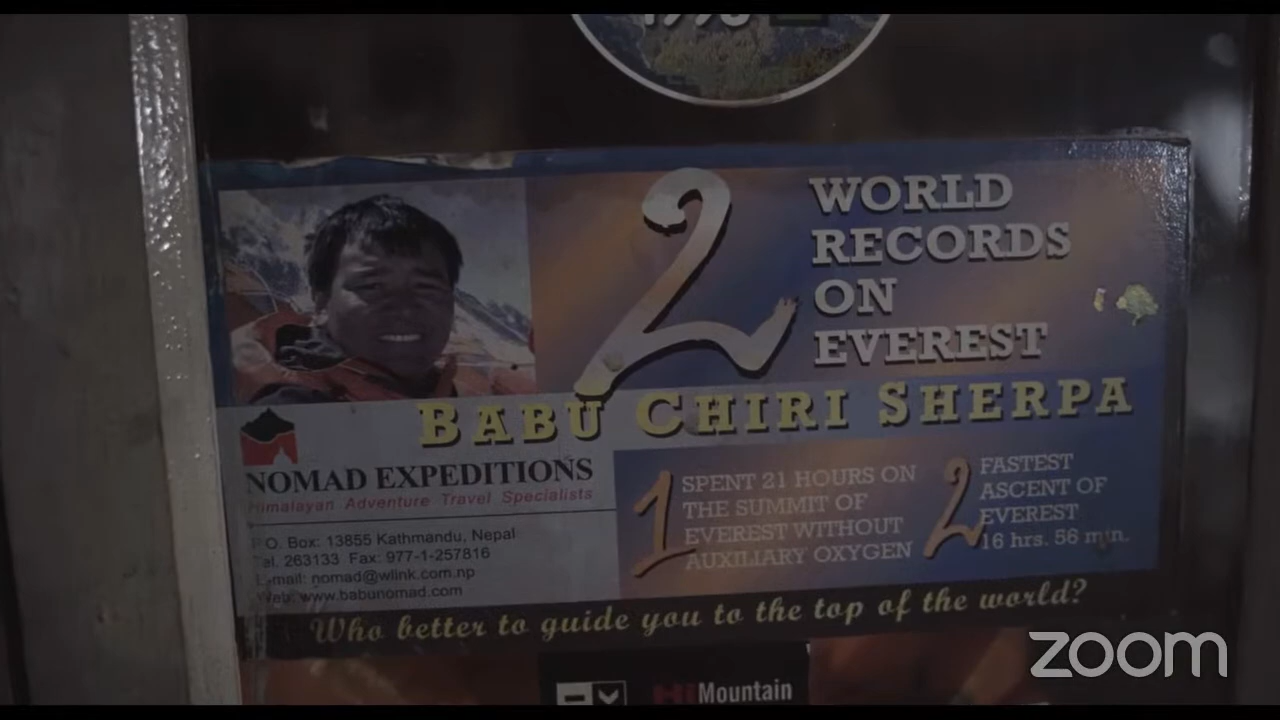 2 WORLD
RECORDS
ON
EVEREST
BABU CHIRI SHERPA
NOMAD EXPEDITIONS
Himalayan Adventure Travel Specialists
P.O. Box: 13855 Kathmandu, Nepal
Tel. 263133 Fax: 977-1-257816
E-mail: nomad@wlink.com.np
Web: www.babunomad.com
1 SPENT 21 HOURS ON
THE SUMMIT OF
EVEREST WITHOUT
AUXILIARY OXYGEN
2 FASTEST
ASCENT OF
EVEREST
16 hrs. 56 min.
Who better to guide you to the top of the world?
HiMountain
zoom